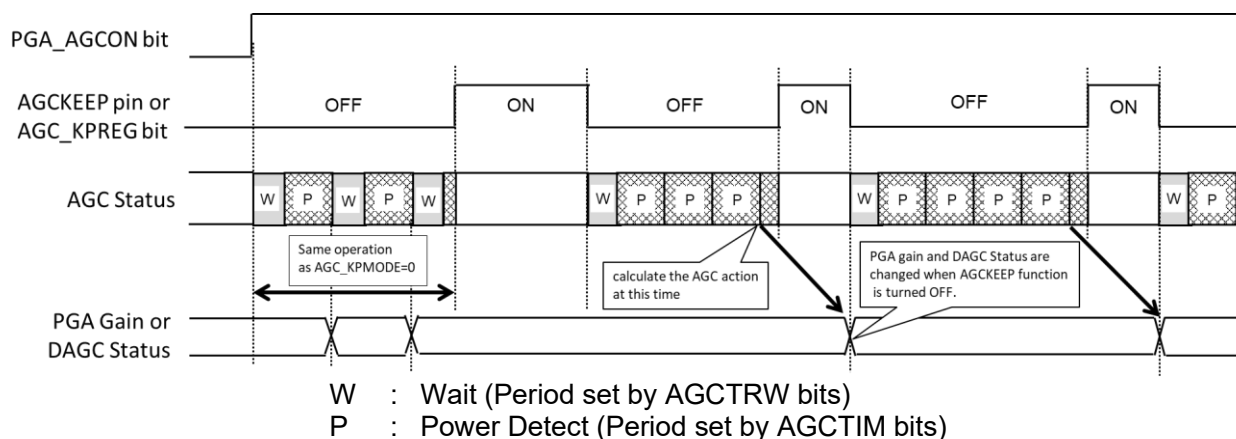 PGA_AGCON bit
AGCKEEP pin or
AGC_KPREG bit
OFF
ON
OFF
ON
OFF
ON
AGC Status
W
P
W
P
W
W
P
P
P
W
P
P
P
P
W
P
Same operation
as AGC_KPMODE=0
calculate the AGC action
at this time
PGA gain and DAGC Status are
changed when AGCKEEP function
is turned OFF.
PGA Gain or
DAGC Status
W : Wait (Period set by AGCTRW bits)
P : Power Detect (Period set by AGCTIM bits)